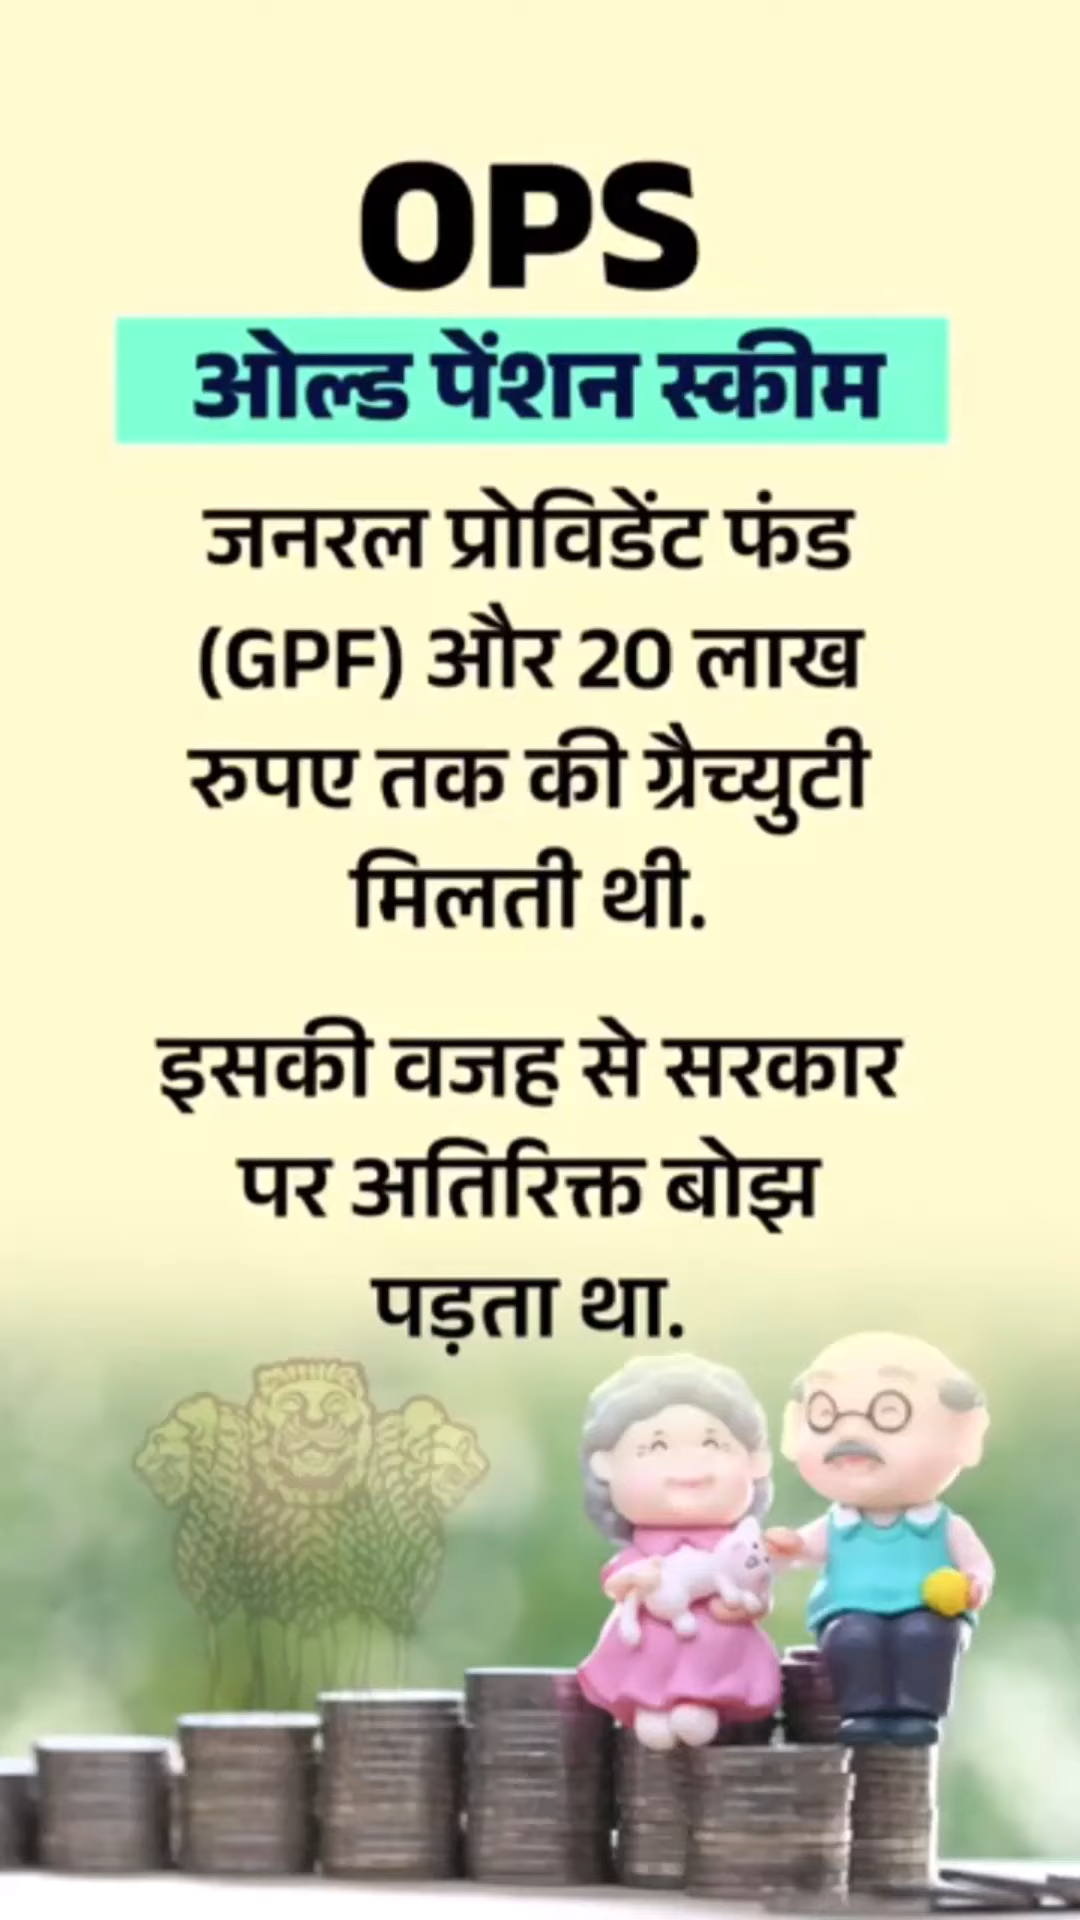 OPS
ओल्ड पेंशन स्कीम
जनरल प्रोविडेंट फंड
(GPF) और 20 लाख
रुपए तक की ग्रैच्युटी
मिलती थी.
इसकी वजह से सरकार
पर अतिरिक्त बोझ
पड़ता था.